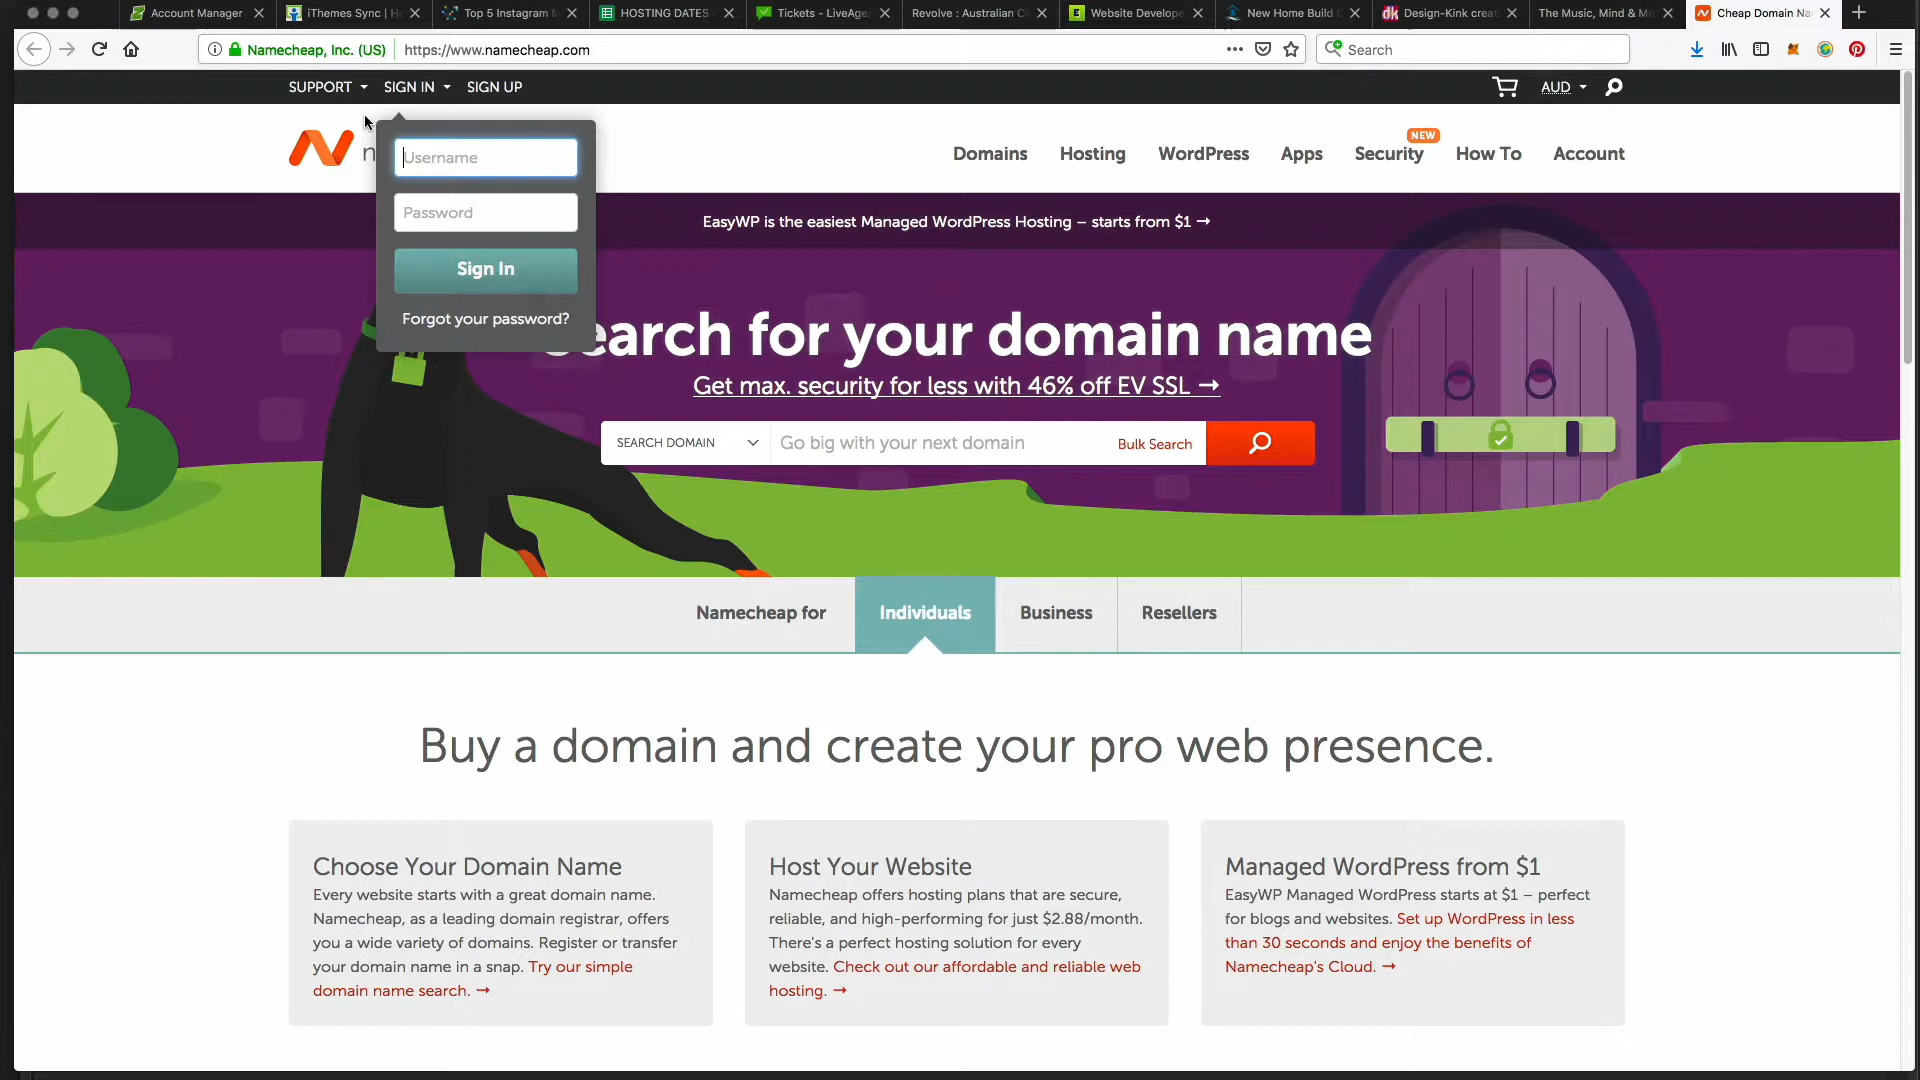 Account Manager
iThemes Sync | H
Top 5 Instagram
HOSTING DATES
Tickets - LiveAge
Revolve : Australian
Website Develope
New Home Build
Design-Kink creat
The Music, Mind & M
Cheap Domain Na
Namecheap, Inc. (US)
https://www.namecheap.com
Search
SUPPORT
SIGN IN
SIGN UP
AUD
n
Username
Password
Sign In
Forgot your password?
Domains
Hosting
WordPress
Apps
Security
NEW
How To
Account
EasyWP is the easiest Managed WordPress Hosting – starts from $1 →
Search for your domain name
Get max. security for less with 46% off EV SSL →
SEARCH DOMAIN
Go big with your next domain
Bulk Search
Namecheap for
Individuals
Business
Resellers
Buy a domain and create your pro web presence.
Choose Your Domain Name
Every website starts with a great domain name.
Namecheap, as a leading domain registrar, offers
you a wide variety of domains. Register or transfer
your domain name in a snap. Try our simple
domain name search. →
Host Your Website
Namecheap offers hosting plans that are secure,
reliable, and high-performing for just $2.88/month.
There's a perfect hosting solution for every
website. Check out our affordable and reliable web
hosting. →
Managed WordPress from $1
EasyWP Managed WordPress starts at $1 – perfect
for blogs and websites. Set up WordPress in less
than 30 seconds and enjoy the benefits of
Namecheap's Cloud. →